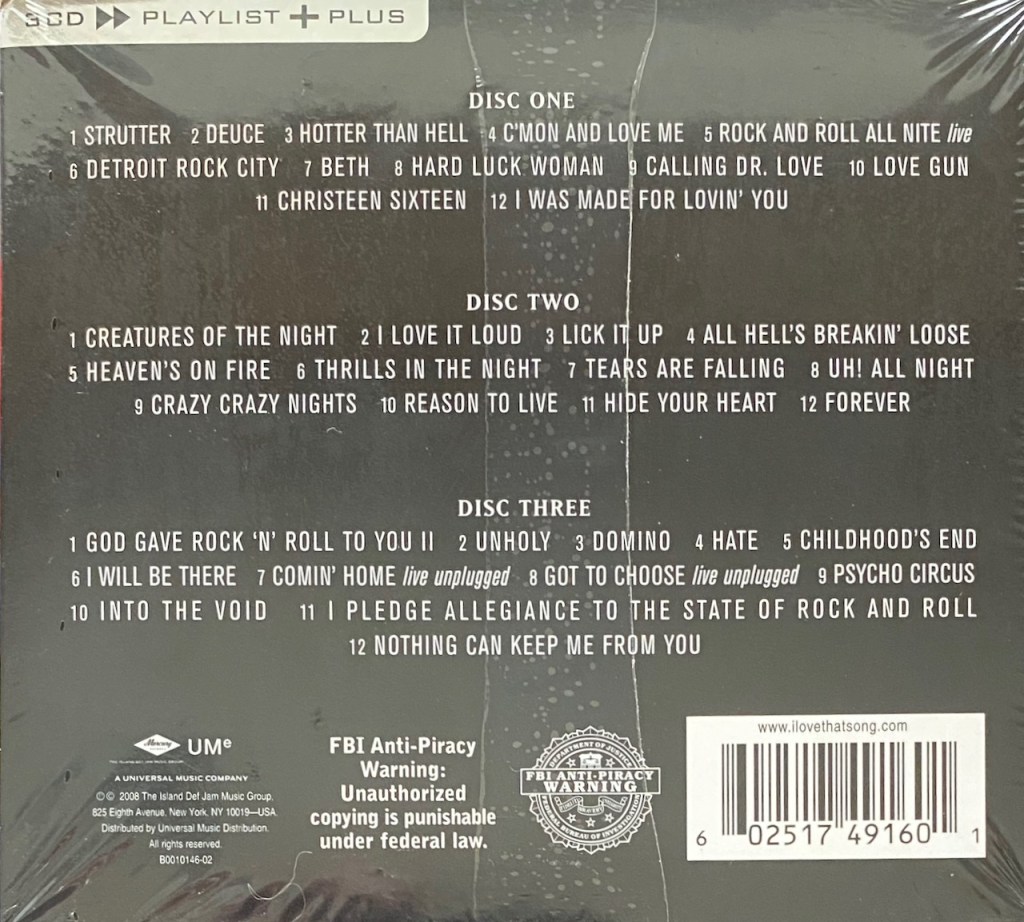 3CD PLAYLIST + PLUS
DISC ONE
1 STRUTTER 2 DEUCE 3 HOTTER THAN HELL 4 C'MON AND LOVE ME 5 ROCK AND ROLL ALL NITE live
6 DETROIT ROCK CITY 7 BETH 8 HARD LUCK WOMAN 9 CALLING DR. LOVE 10 LOVE GUN
11 CHRISTEEN SIXTEEN 12 I WAS MADE FOR LOVIN' YOU
DISC TWO
1 CREATURES OF THE NIGHT 2 I LOVE IT LOUD 3 LICK IT UP 4 ALL HELL'S BREAKIN' LOOSE
5 HEAVEN'S ON FIRE 6 THRILLS IN THE NIGHT 7 TEARS ARE FALLING 8 UH! ALL NIGHT
9 CRAZY CRAZY NIGHTS 10 REASON TO LIVE 11 HIDE YOUR HEART 12 FOREVER
DISC THREE
1 GOD GAVE ROCK 'N' ROLL TO YOU II 2 UNHOLY 3 DOMINO 4 HATE 5 CHILDHOOD'S END
6 I WILL BE THERE 7 COMIN' HOME live unplugged 8 GOT TO CHOOSE live unplugged 9 PSYCHO CIRCUS
10 INTO THE VOID 11 I PLEDGE ALLEGIANCE TO THE STATE OF ROCK AND ROLL
12 NOTHING CAN KEEP ME FROM YOU
Mercury UMe
A UNIVERSAL MUSIC COMPANY
℗© 2008 The Island Def Jam Music Group,
825 Eighth Avenue, New York, NY 10019—USA.
Distributed by Universal Music Distribution.
All rights reserved.
B0010146-02
FBI Anti-Piracy
Warning:
Unauthorized
copying is punishable
under federal law.
DEPARTMENT OF JUSTICE
FBI ANTI-PIRACY
WARNING
FEDERAL BUREAU OF INVESTIGATION
www.ilovethatsong.com
6 02517 49160 1